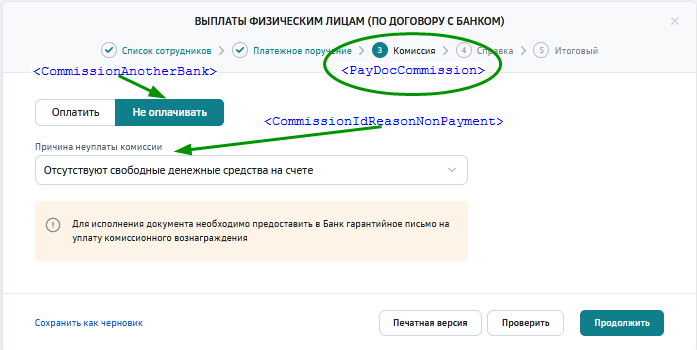 ВЫПЛАТЫ ФИЗИЧЕСКИМ ЛИЦАМ (ПО ДОГОВОРУ С БАНКОМ)
Список сотрудников Платежное поручение 3 Комиссия 4 Справка 5 Итоговый
<CommissionAnotherBank> <PayDocCommission>
Оплатить Не оплачивать
<CommissionIdReasonNonPayment>
Причина неуплаты комиссии
Отсутствуют свободные денежные средства на счете
Для исполнения документа необходимо предоставить в Банк гарантийное письмо на
уплату комиссионного вознаграждения
Сохранить как черновик Печатная версия Проверить Продолжить